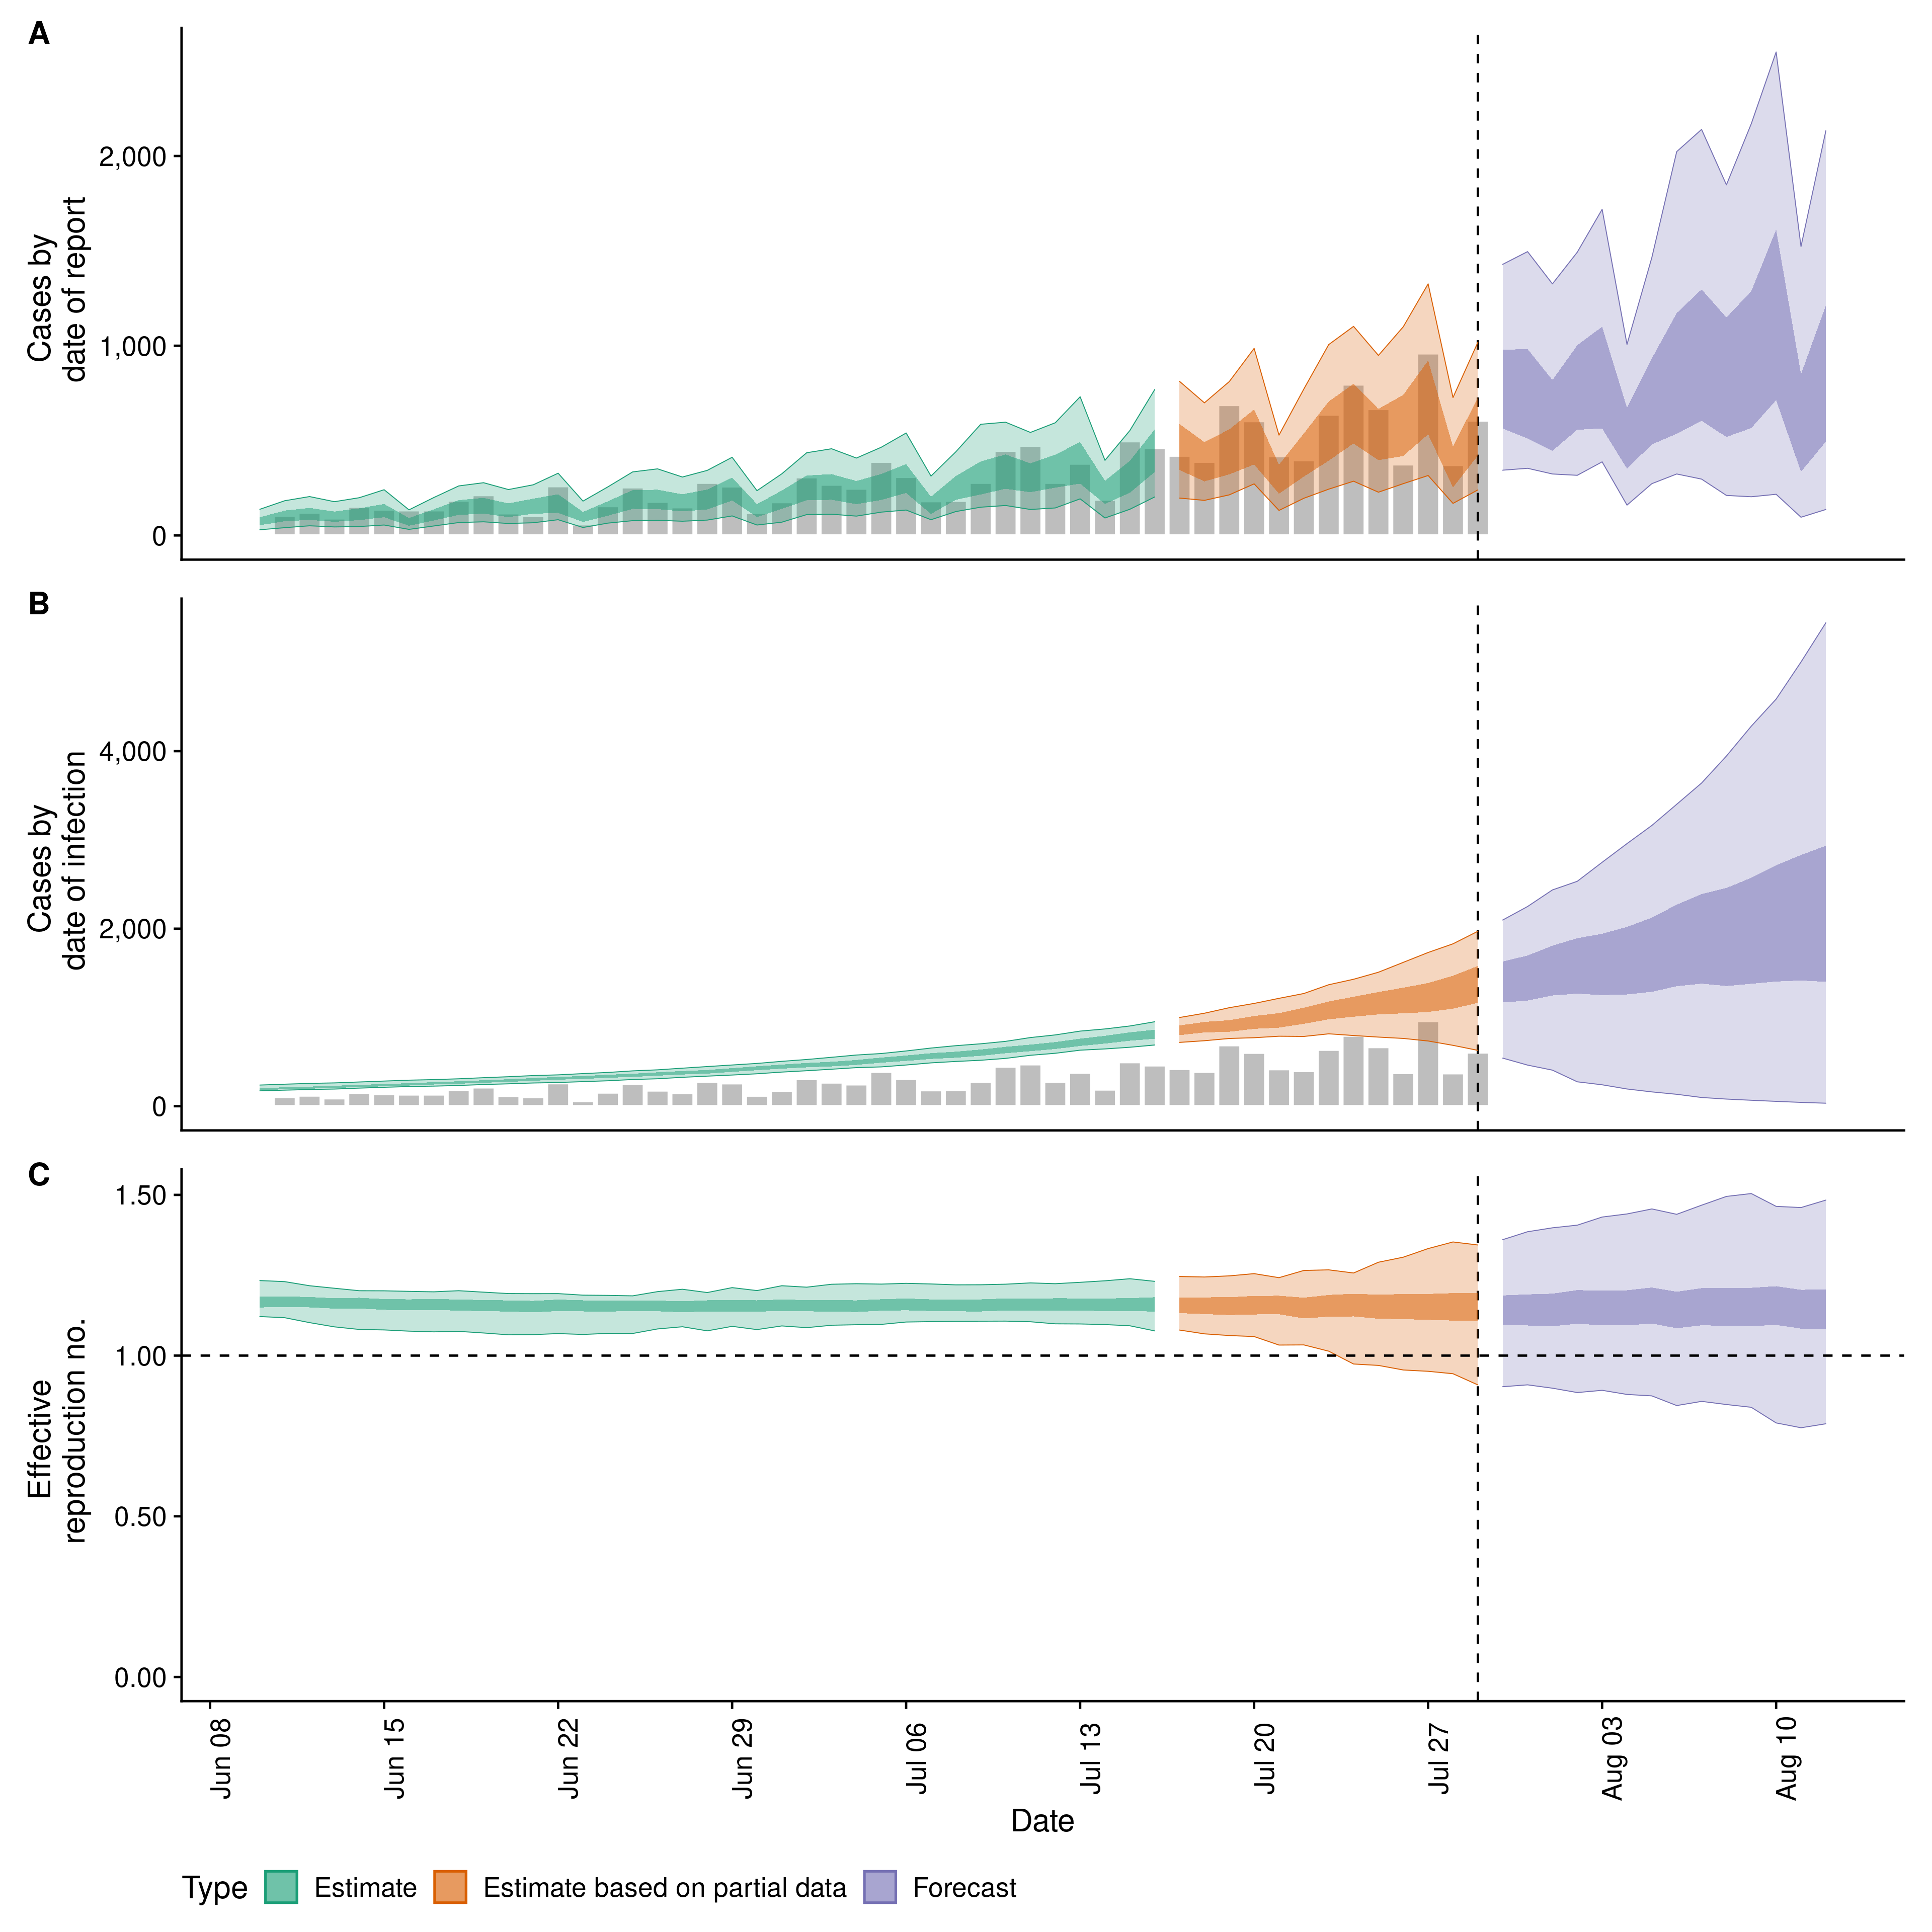 A
Cases by
date of report
2,000
1,000
0
B
Cases by
date of infection
4,000
2,000
0
C
Effective
reproduction no.
1.50
1.00
0.50
0.00
Jun 08
Jun 15
Jun 22
Jun 29
Jul 06
Jul 13
Jul 20
Jul 27
Aug 03
Aug 10
Date
Type Estimate Estimate based on partial data Forecast